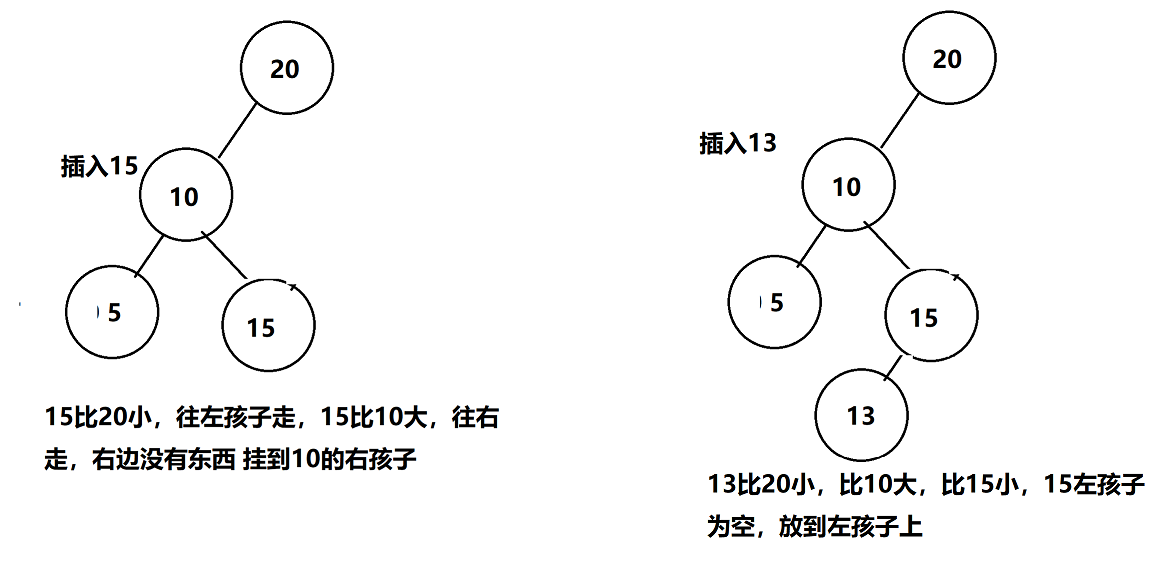 20
插入15
10
5
15
15比20小，往左孩子走，15比10大，往右
走，右边没有东西 挂到10的右孩子
20
插入13
10
5
15
13
13比20小，比10大，比15小，15左孩子
为空，放到左孩子上